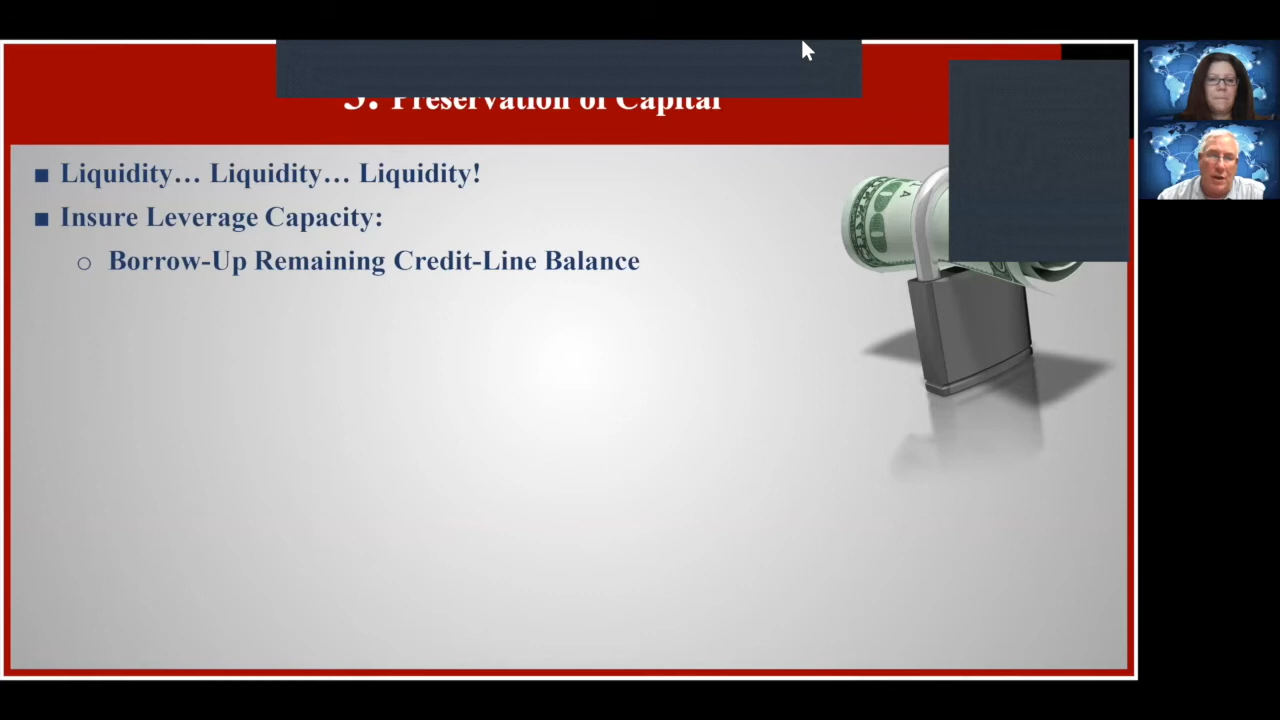 Preservation of Capital
■ Liquidity… Liquidity… Liquidity!
■ Insure Leverage Capacity:
○ Borrow-Up Remaining Credit-Line Balance